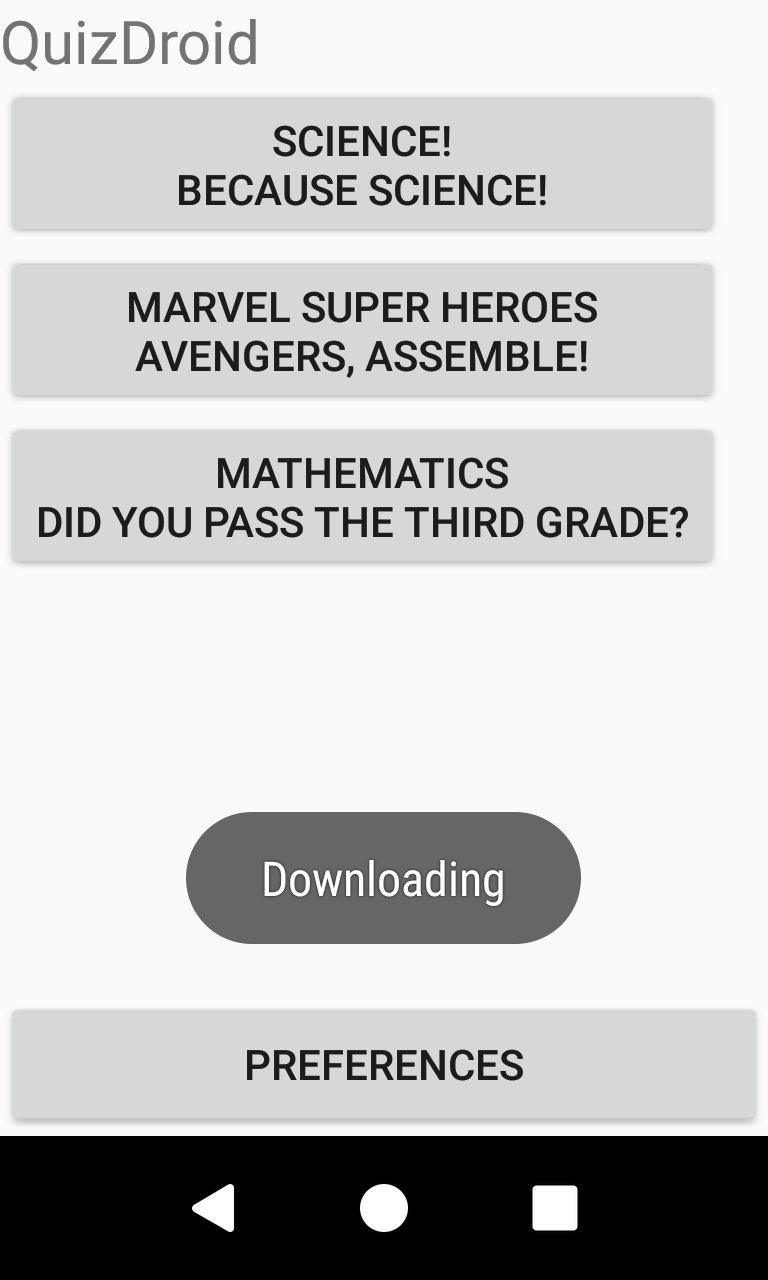 QuizDroid
SCIENCE!
BECAUSE SCIENCE!
MARVEL SUPER HEROES
AVENGERS, ASSEMBLE!
MATHEMATICS
DID YOU PASS THE THIRD GRADE?
Downloading
PREFERENCES